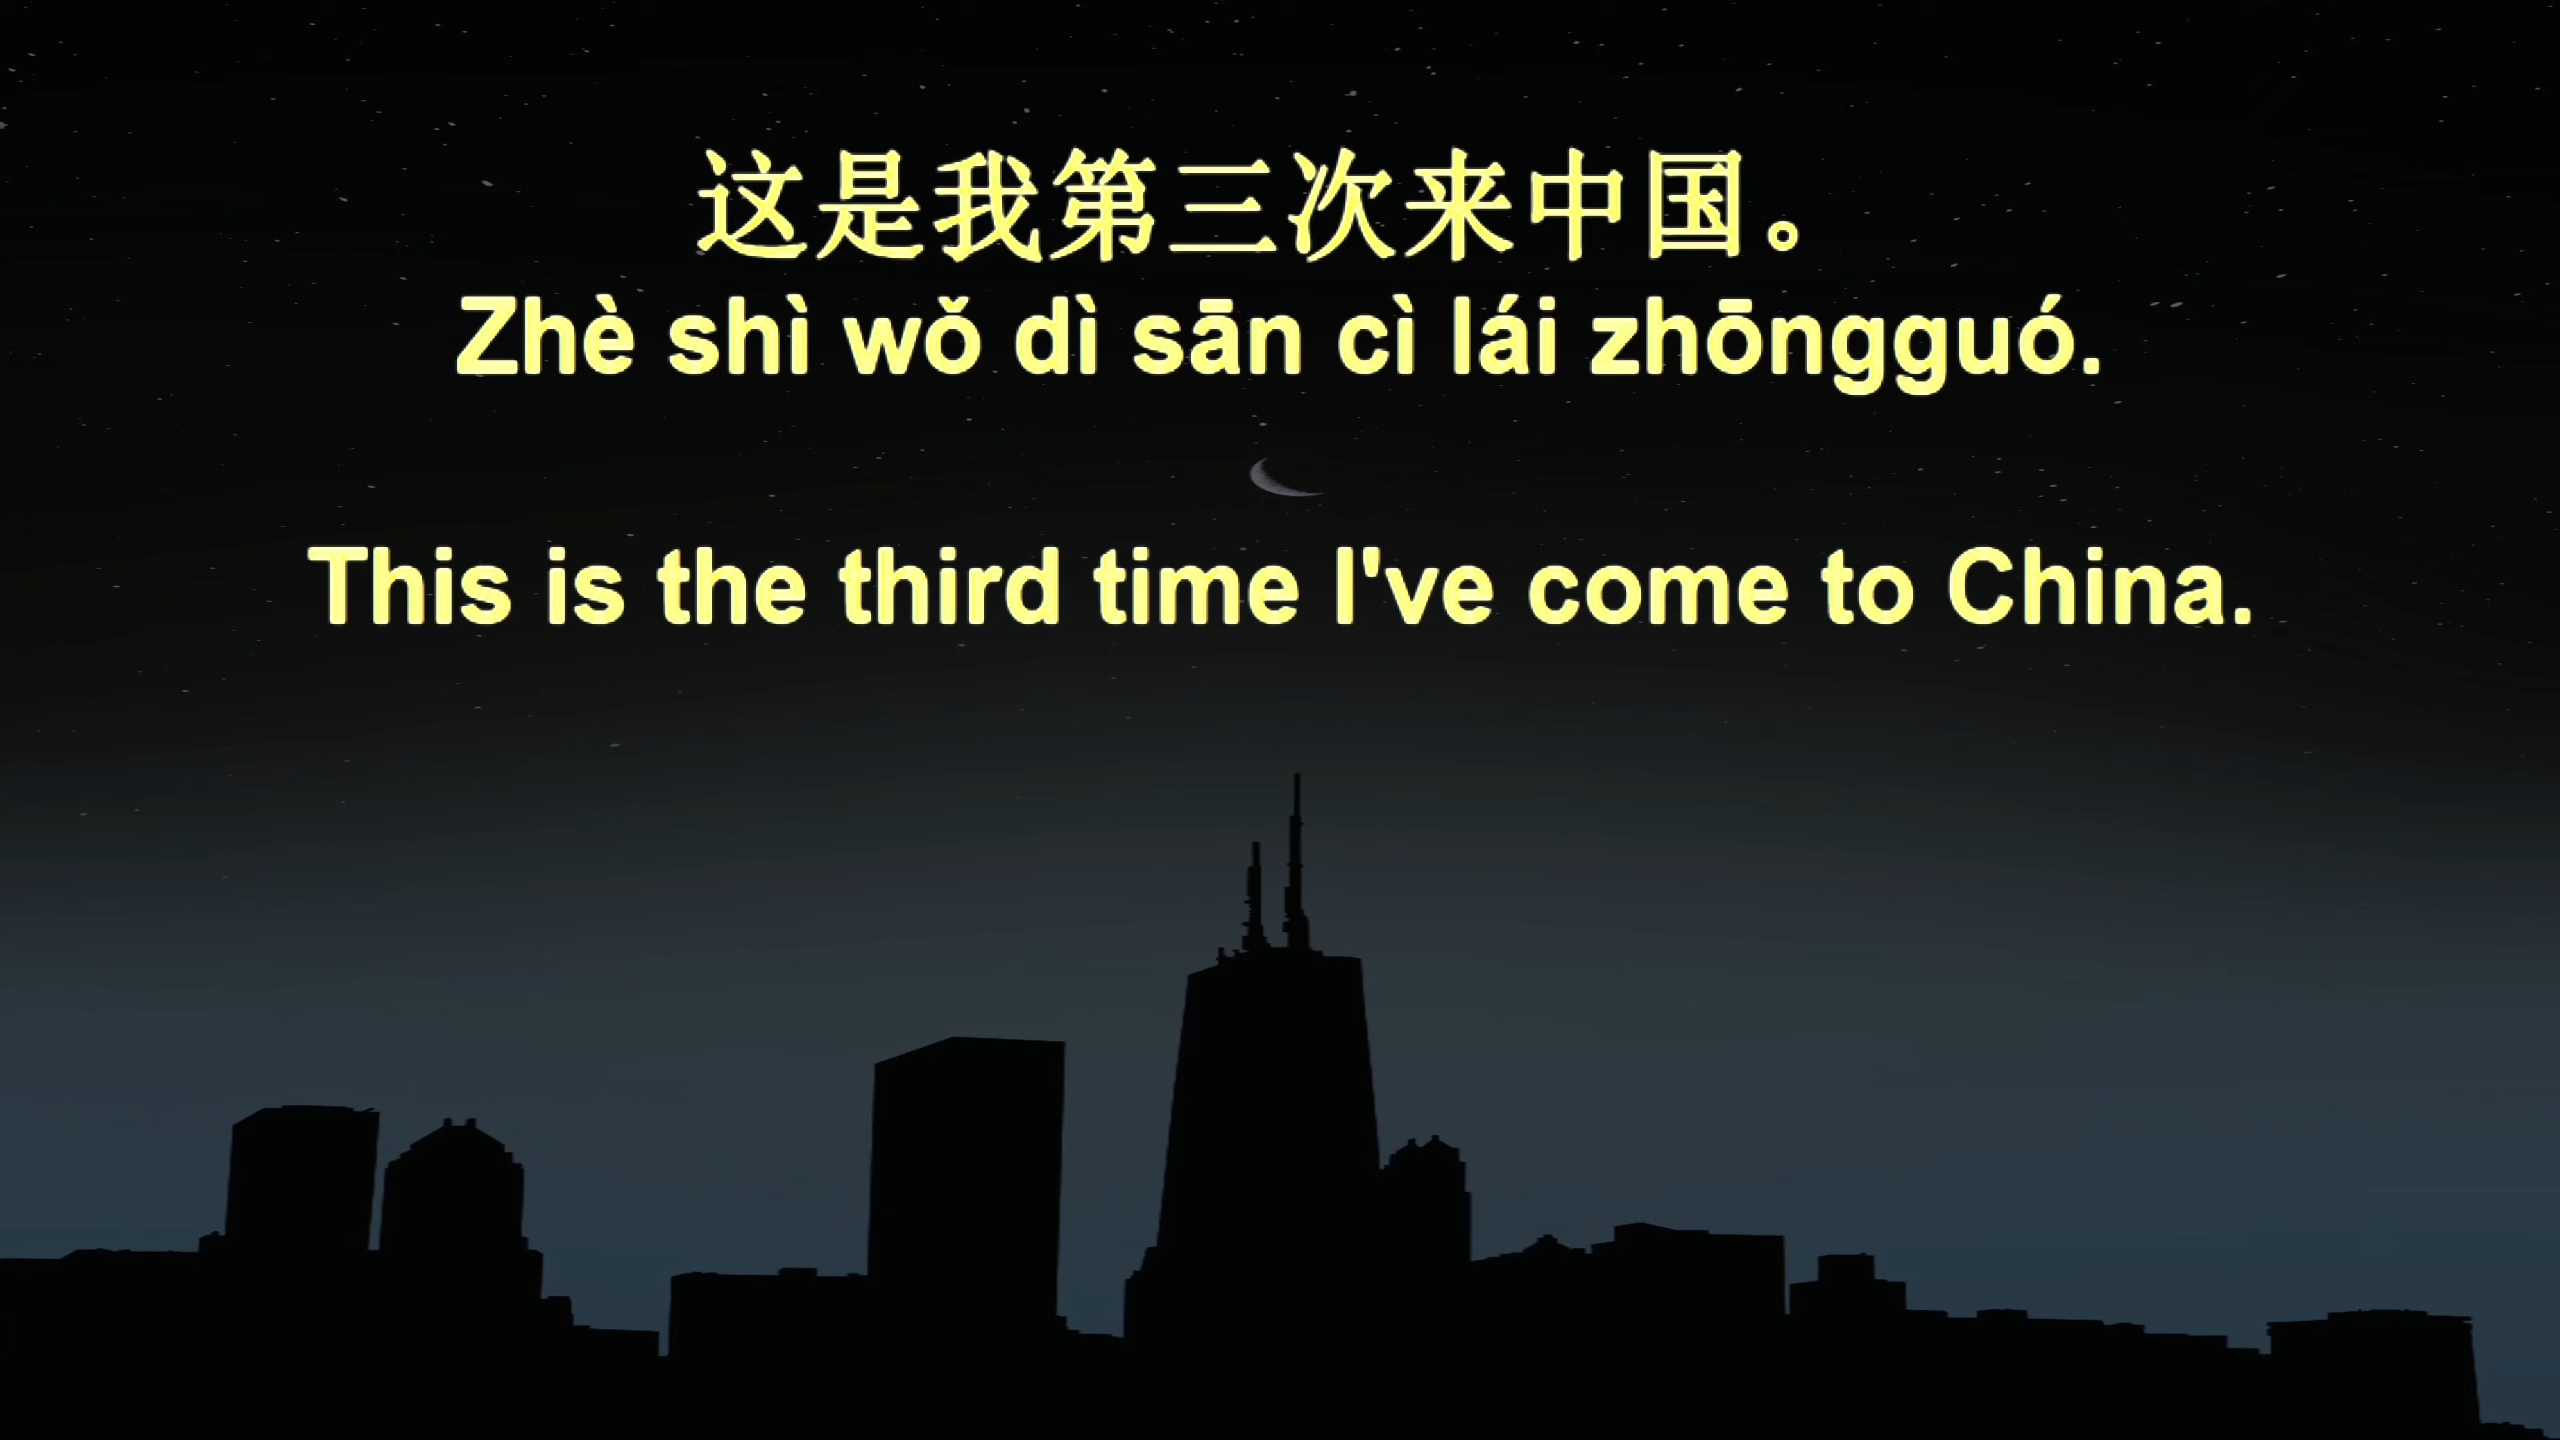 这是我第三次来中国。
Zhè shì wǒ dì sān cì lái zhōngguó.
This is the third time I've come to China.